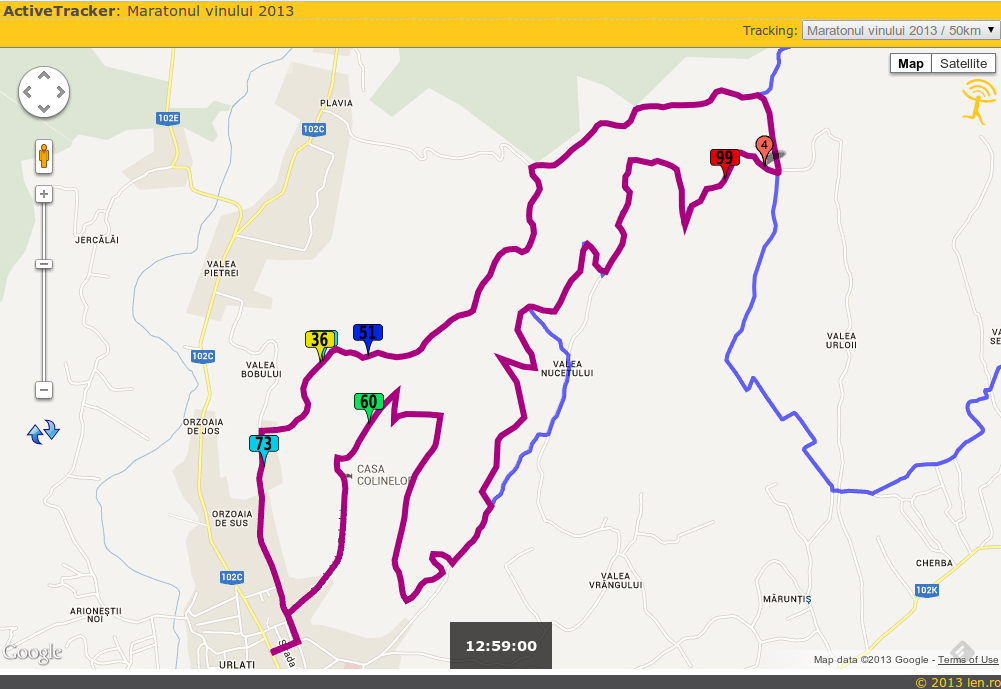 ActiveTracker: Maratonul vinului 2013
Tracking: Maratonul vinului 2013 / 50km
Map Satellite
PLAVIA
102E
102C
4
99
JERCĂLĂI
VALEA
PIETREI
36
51
VALEA
URLOII
102C
VALEA
BOBULUI
VALEA
NUCETULUI
60
ORZOAIA
DE JOS
73
CASA
COLINELOR
ORZOAIA
DE SUS
102C
VALEA
VRÂNGULUI
CHERBA
102K
MĂRUNȚIȘ
ARIONEȘTII
NOI
12:59:00
Google
URLATI
Map data ©2013 Google - Terms of Use
© 2013 len.ro